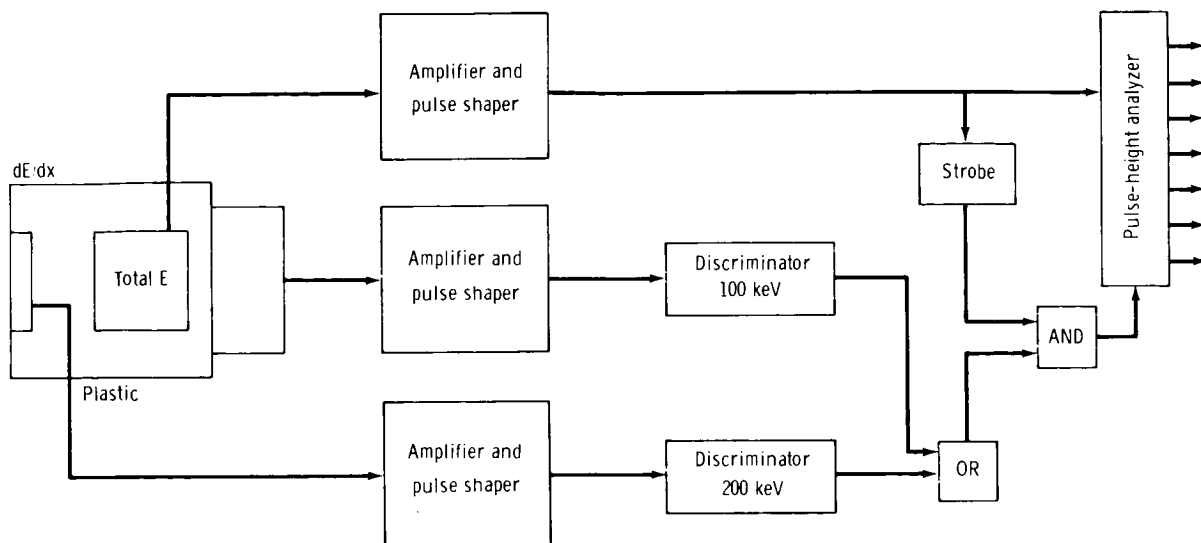 Amplifier and
pulse shaper
Pulse-height analyzer
Strobe
dE/dx
Total E
Plastic
Amplifier and
pulse shaper
Discriminator
100 keV
AND
Amplifier and
pulse shaper
Discriminator
200 keV
OR